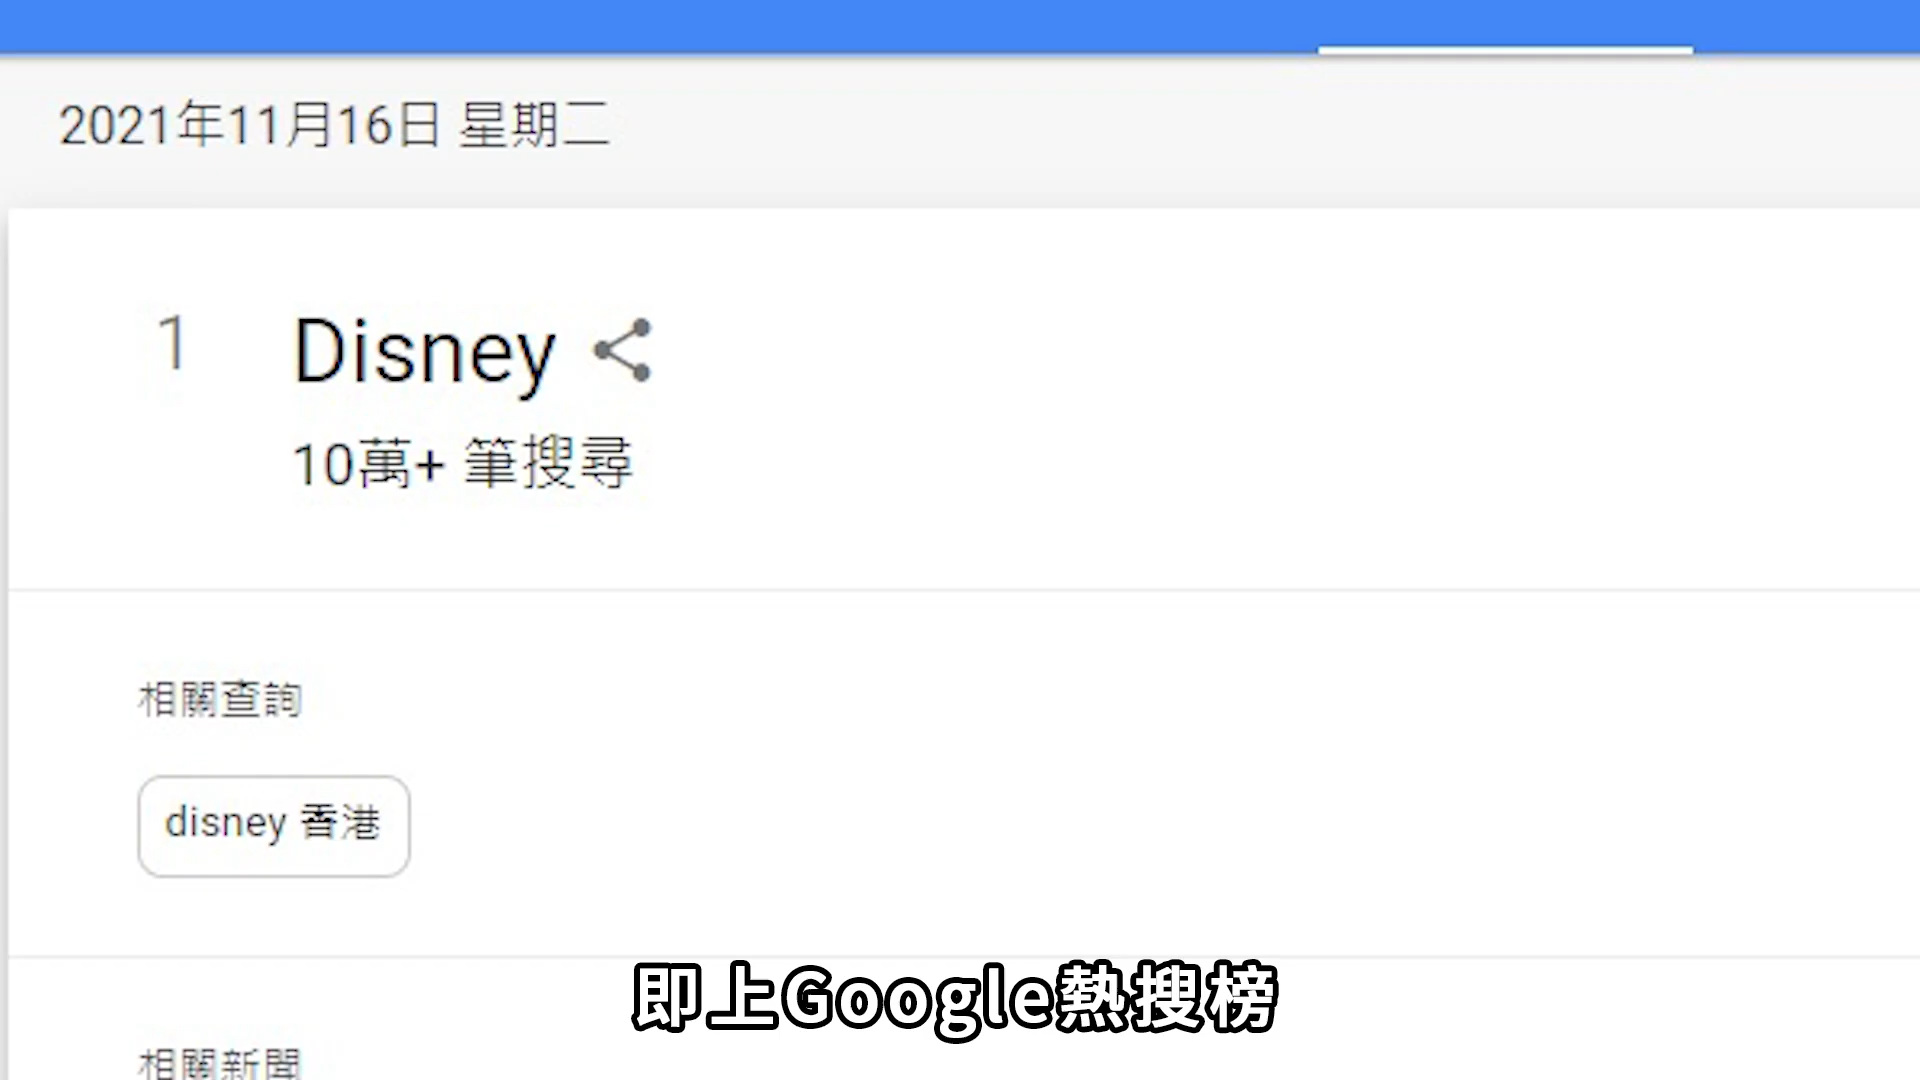 2021年11月16日 星期二
1
Disney
10萬+ 筆搜尋
相關查詢
disney 香港
即上Google熱搜榜
相關新聞